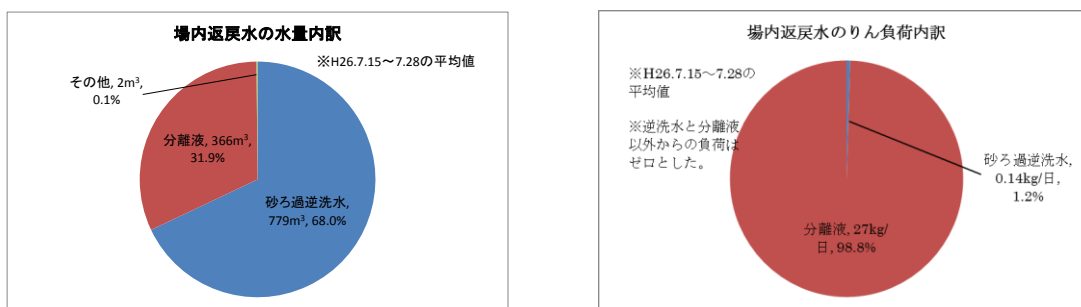 場内返戻水の水量内訳
※H26.7.15～7.28の平均値
その他, 2m³,
0.1%
分離液, 366m³,
31.9%
砂ろ過逆洗水,
779m³, 68.0%
場内返戻水のりん負荷内訳
※H26.7.15～7.28の
平均値
※逆洗水と分離液
以外からの負荷は
ゼロとした。
砂ろ過逆洗水,
0.14kg/日,
1.2%
分離液, 27kg/
日, 98.8%